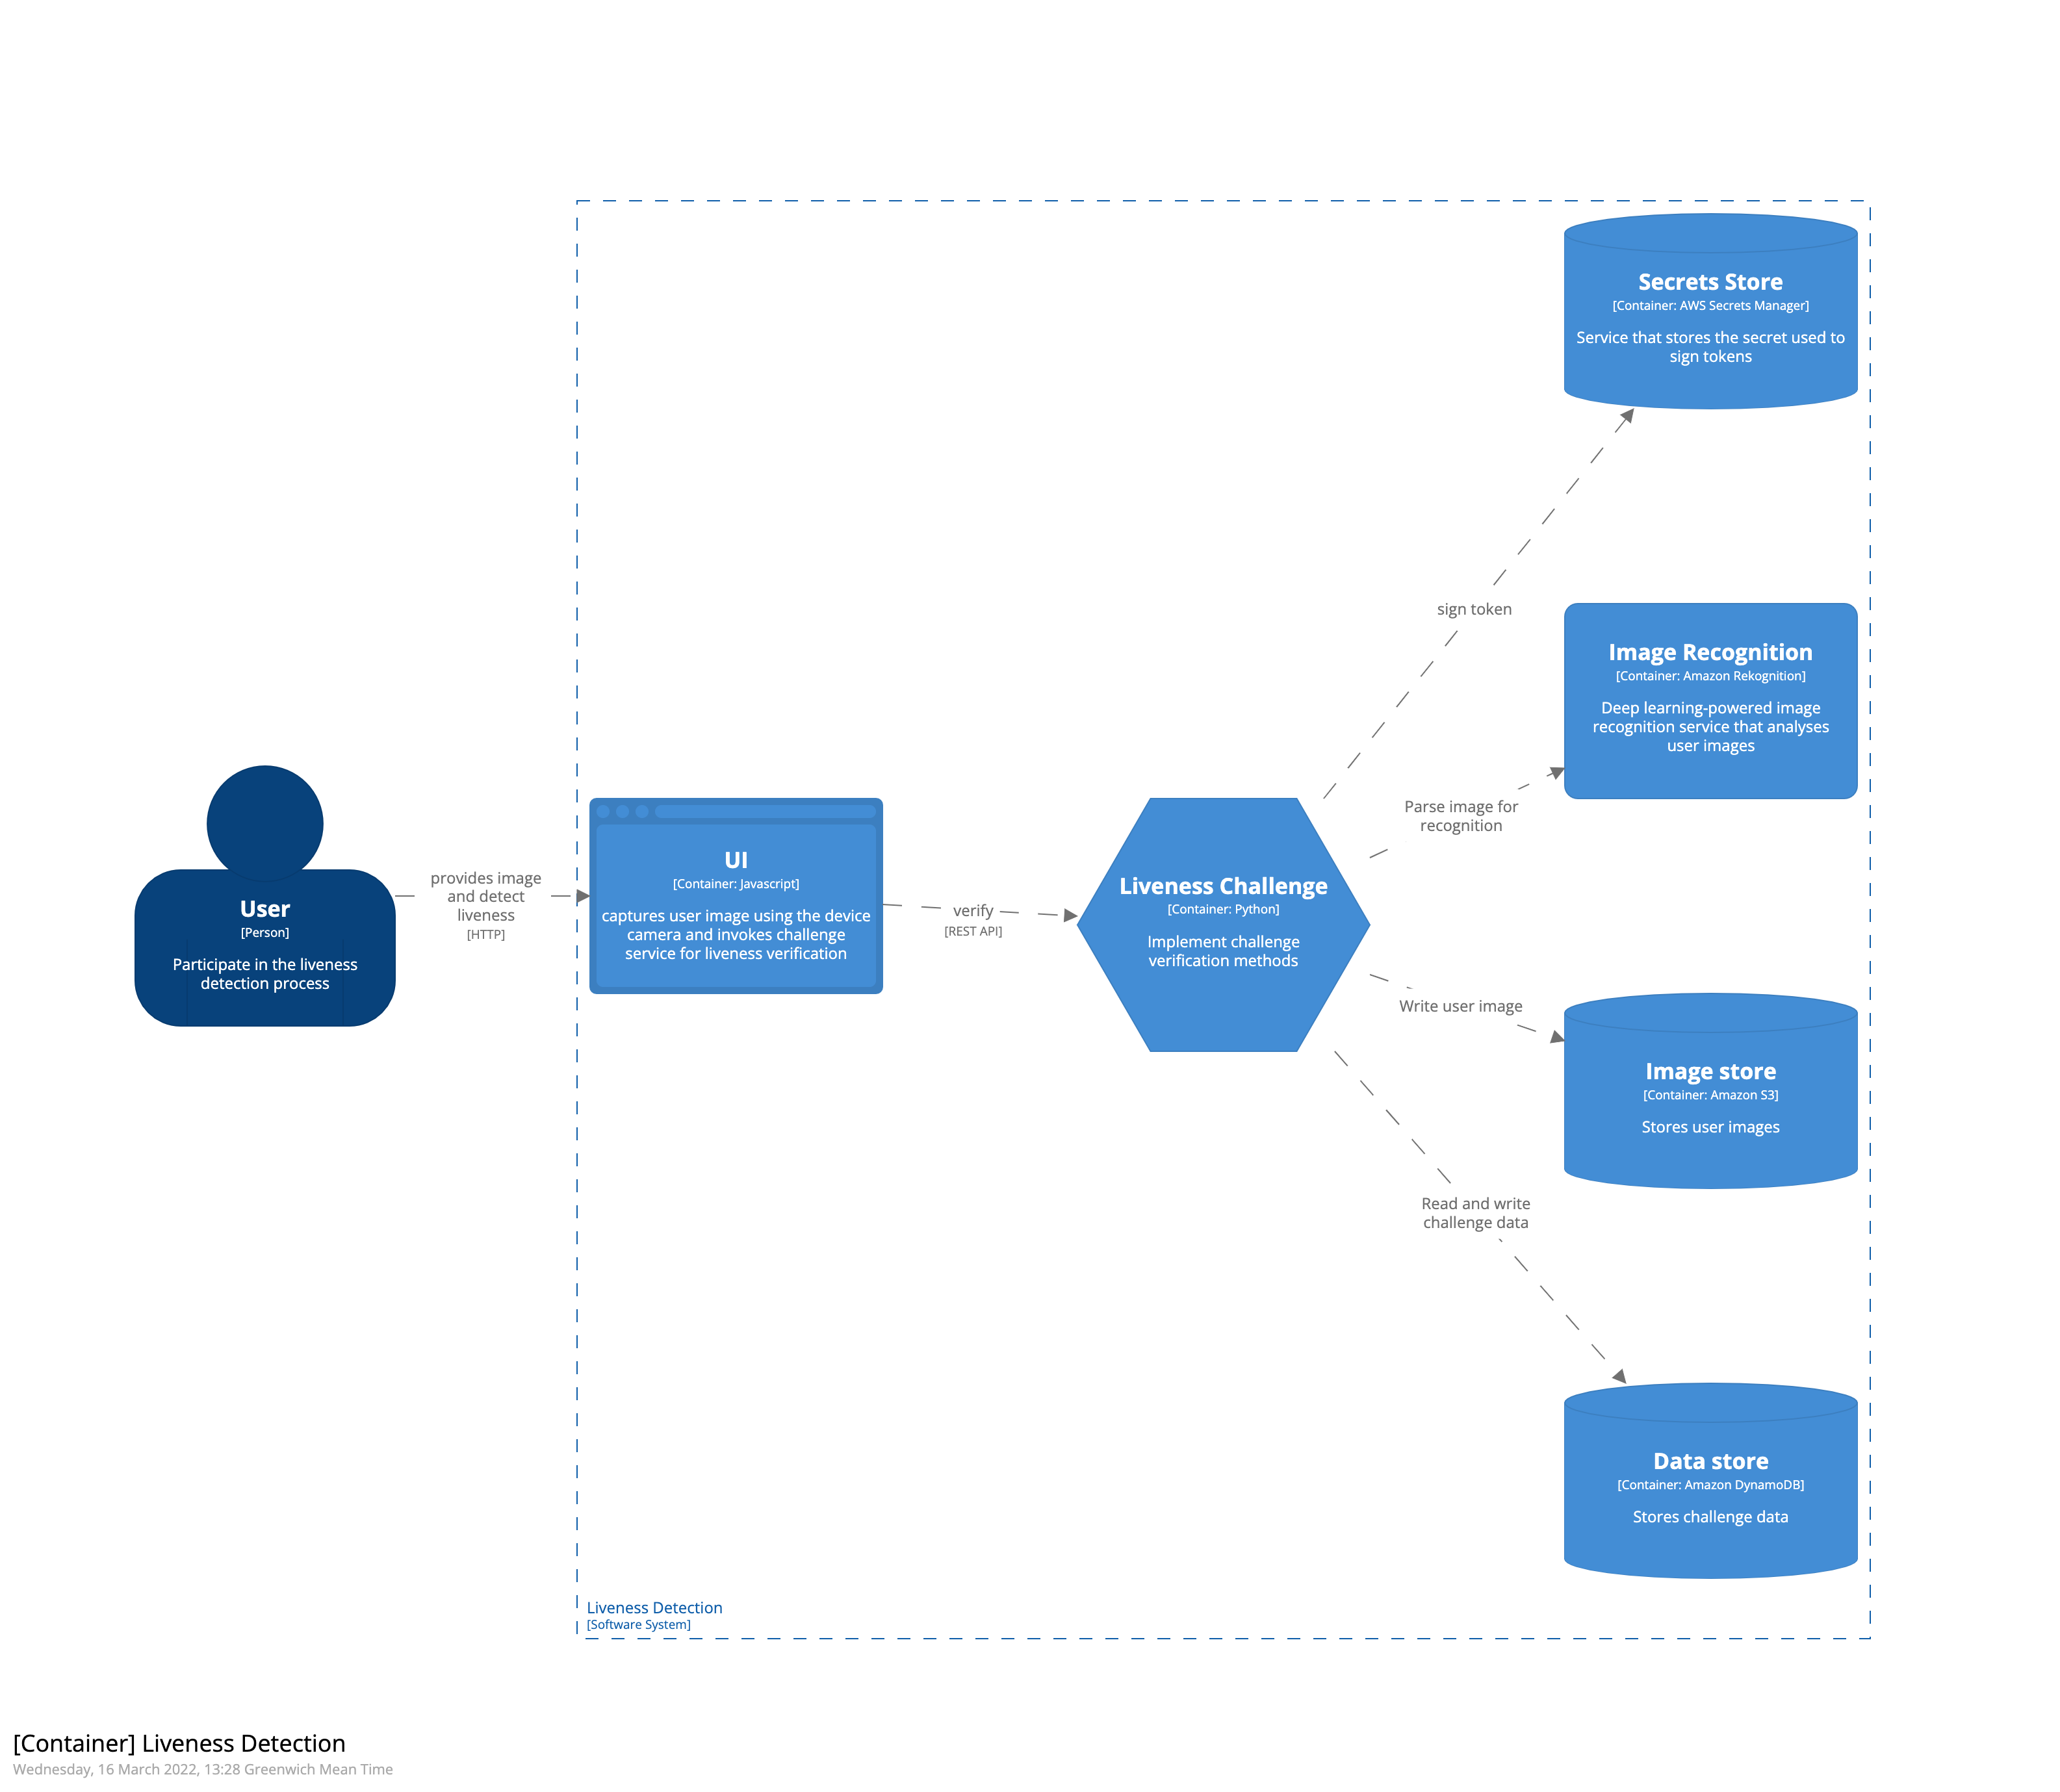 Secrets Store
[Container: AWS Secrets Manager]
Service that stores the secret used to
sign tokens
sign token
Image Recognition
[Container: Amazon Rekognition]
Deep learning-powered image
recognition service that analyses
user images
Parse image for
recognition
User
[Person]
Participate in the liveness
detection process
provides image
and detect
liveness
[HTTP]
UI
[Container: Javascript]
captures user image using the device
camera and invokes challenge
service for liveness verification
verify
[REST API]
Liveness Challenge
[Container: Python]
Implement challenge
verification methods
Write user image
Image store
[Container: Amazon S3]
Stores user images
Read and write
challenge data
Data store
[Container: Amazon DynamoDB]
Stores challenge data
Liveness Detection
[Software System]
[Container] Liveness Detection
Wednesday, 16 March 2022, 13:28 Greenwich Mean Time